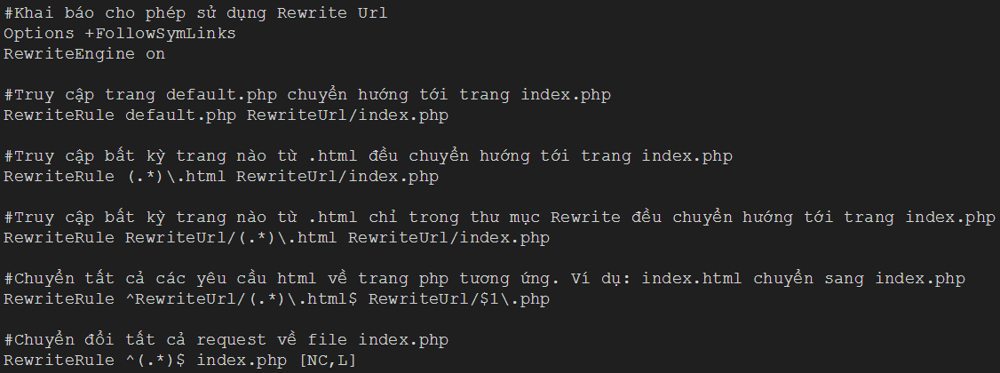 #Khai báo cho phép sử dụng Rewrite Url
Options +FollowSymLinks
RewriteEngine on
#Truy cập trang default.php chuyển hướng tới trang index.php
RewriteRule default.php RewriteUrl/index.php
#Truy cập bất kỳ trang nào từ .html đều chuyển hướng tới trang index.php
RewriteRule (.*)\.html RewriteUrl/index.php
#Truy cập bất kỳ trang nào từ .html chỉ trong thư mục Rewrite đều chuyển hướng tới trang index.php
RewriteRule RewriteUrl/(.*)\.html RewriteUrl/index.php
#Chuyển tất cả các yêu cầu html về trang php tương ứng. Ví dụ: index.html chuyển sang index.php
RewriteRule ^RewriteUrl/(.*)\.html$ RewriteUrl/$1\.php
#Chuyển đổi tất cả request về file index.php
RewriteRule ^(.*)$ index.php [NC,L]